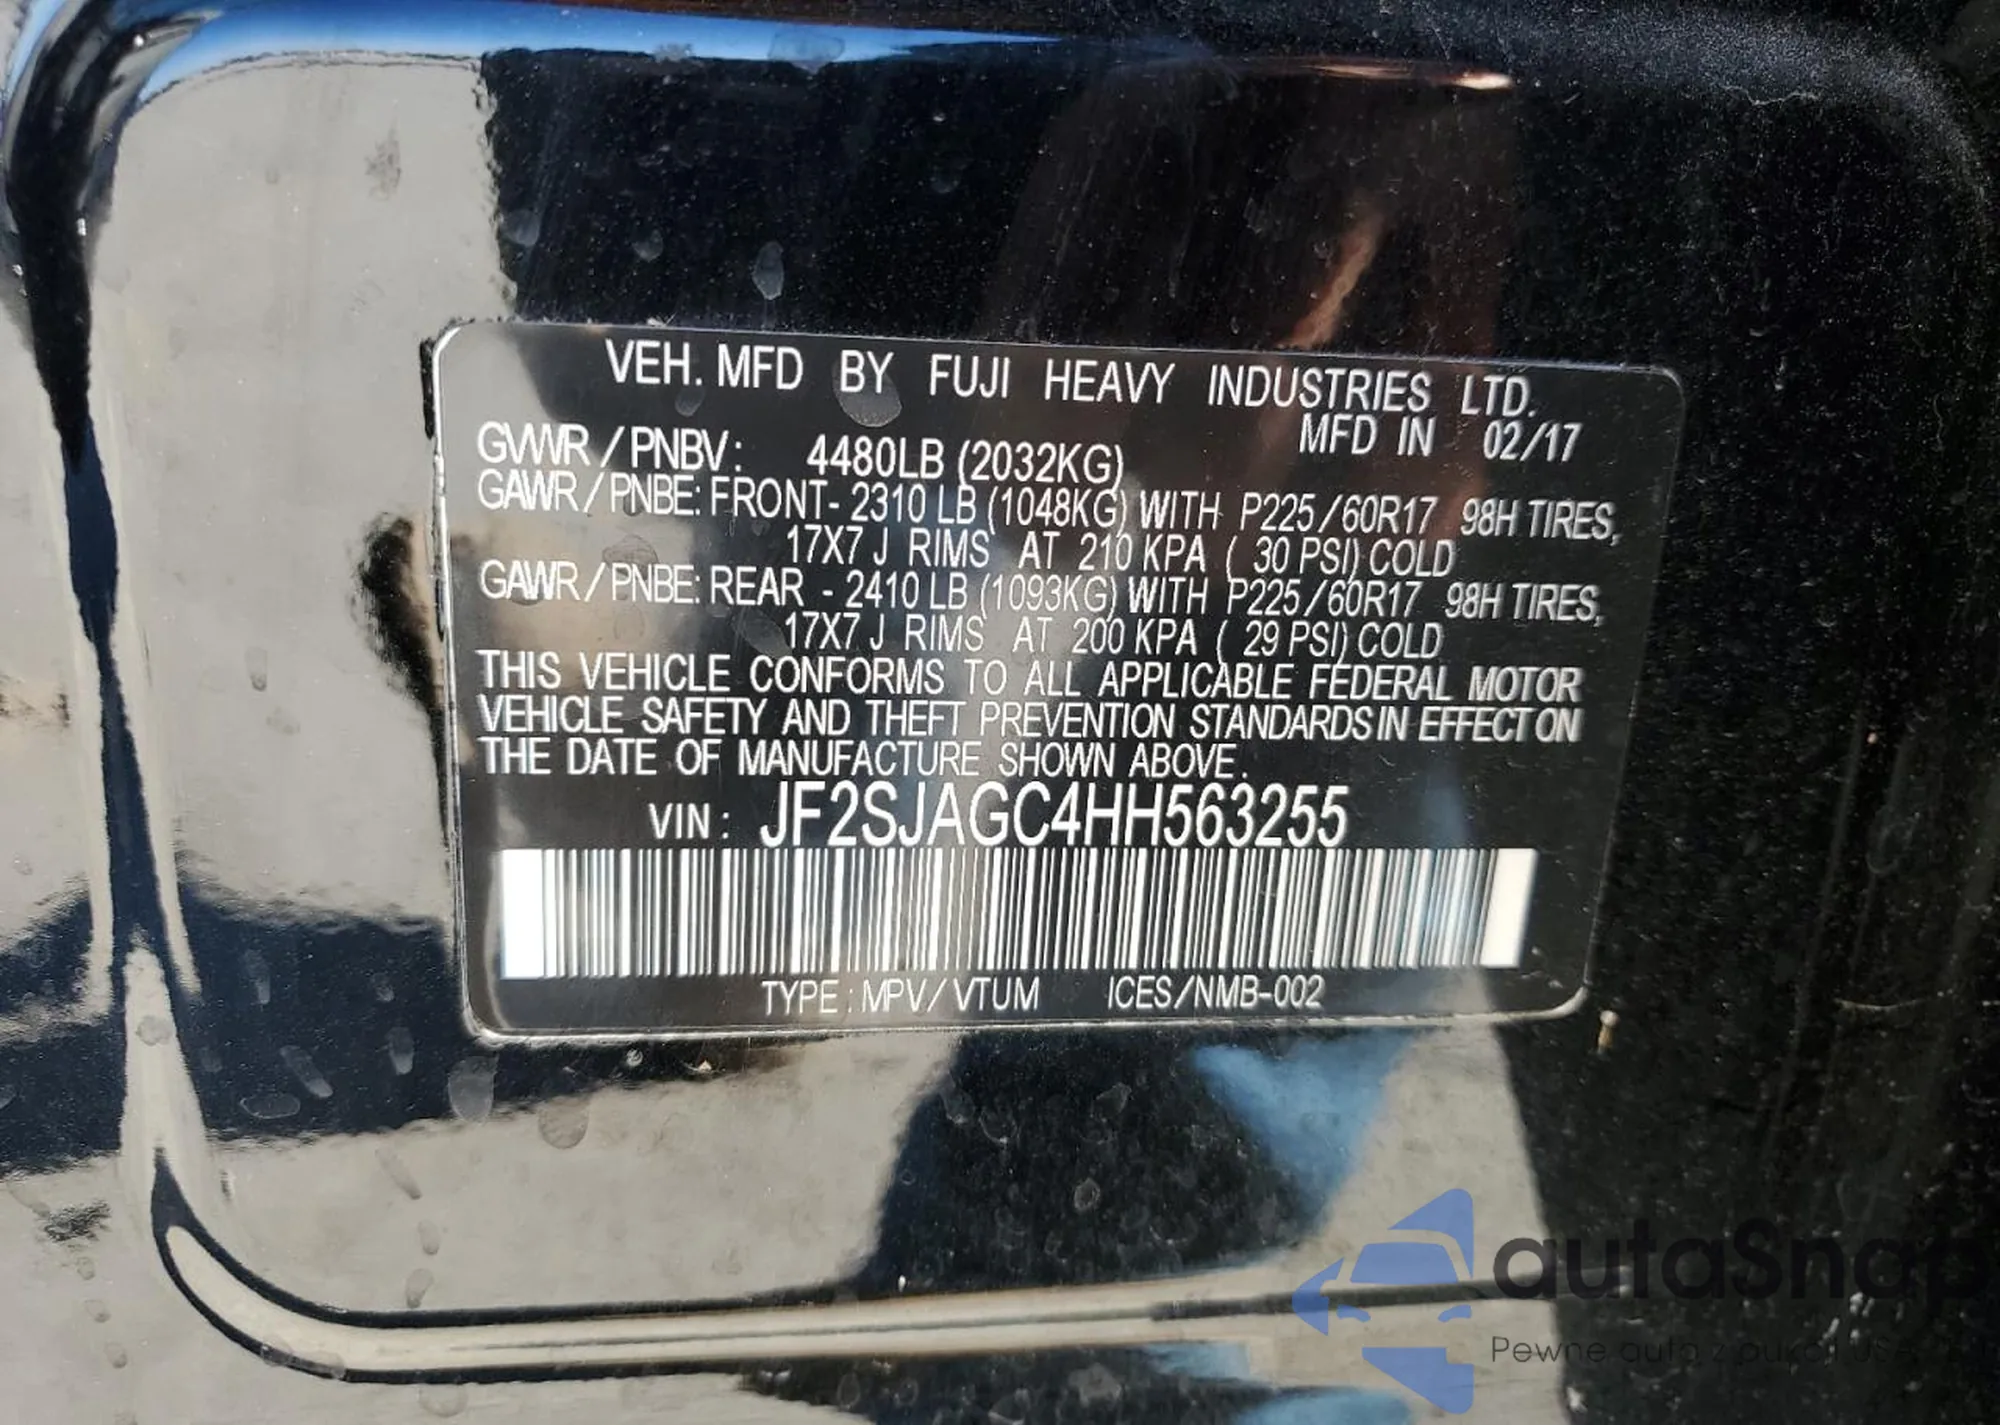 VEH. MFD BY FUJI HEAVY INDUSTRIES LTD.
MFD IN 02/17
GVWR / PNBV: 4480LB (2032KG)
GAWR / PNBE: FRONT- 2310 LB (1048KG) WITH P225/60R17 98H TIRES,
17X7 J RIMS AT 210 KPA ( 30 PSI) COLD
GAWR / PNBE: REAR - 2410 LB (1093KG) WITH P225/60R17 98H TIRES,
17X7 J RIMS AT 200 KPA ( 29 PSI) COLD
THIS VEHICLE CONFORMS TO ALL APPLICABLE FEDERAL MOTOR
VEHICLE SAFETY AND THEFT PREVENTION STANDARDS IN EFFECT ON
THE DATE OF MANUFACTURE SHOWN ABOVE.
VIN: JF2SJAGC4HH563255
TYPE: MPV/VTUM ICES/NMB-002
autaSnap
Pewne auta z